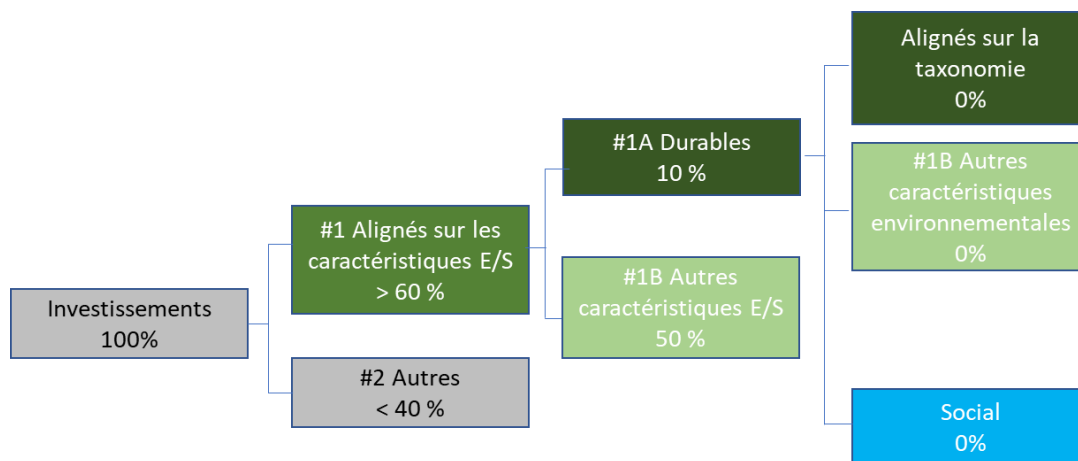 Investissements
100%
#1 Alignés sur les
caractéristiques E/S
> 60 %
#2 Autres
< 40 %
#1A Durables
10 %
#1B Autres
caractéristiques E/S
50 %
Alignés sur la
taxonomie
0%
#1B Autres
caractéristiques
environnementales
0%
Social
0%